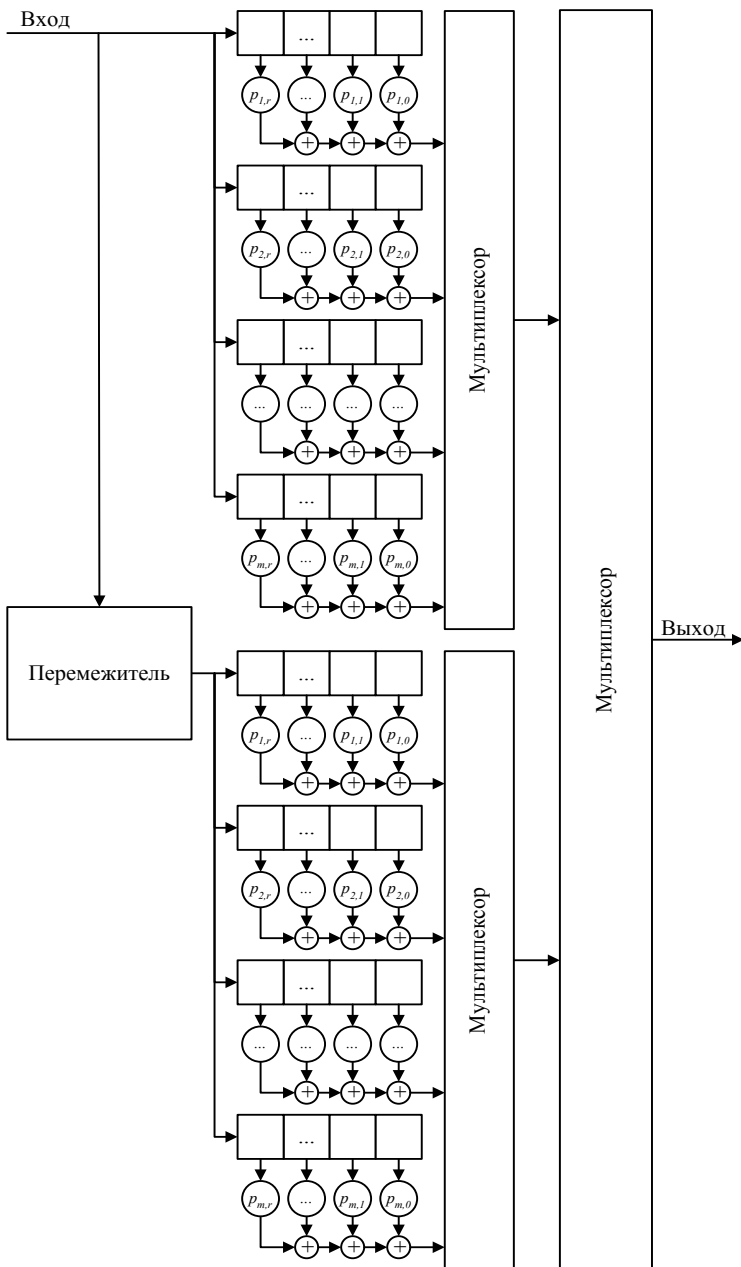 Вход
...
p1,r ... p1,1 p1,0
+ + +
...
p2,r ... p2,1 p2,0
+ + +
Мультиплексор
...
... ... ... ...
+ + +
...
pm,r ... pm,1 pm,0
+ + +
Мультиплексор
Выход
Перемежитель
...
p1,r ... p1,1 p1,0
+ + +
...
p2,r ... p2,1 p2,0
+ + +
Мультиплексор
...
... ... ... ...
+ + +
...
pm,r ... pm,1 pm,0
+ + +